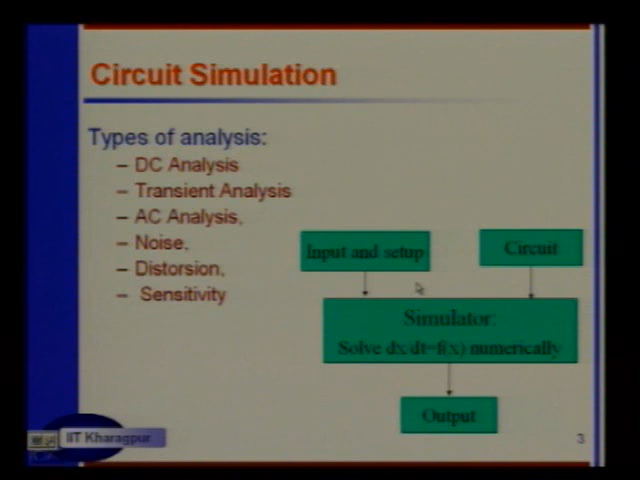 Circuit Simulation
Types of analysis:
– DC Analysis
– Transient Analysis
– AC Analysis,
– Noise,
– Distorsion,
– Sensitivity
Input and setup
Circuit
Simulator:
Solve dx/dt=f(x) numerically
Output
IIT Kharagpur
3